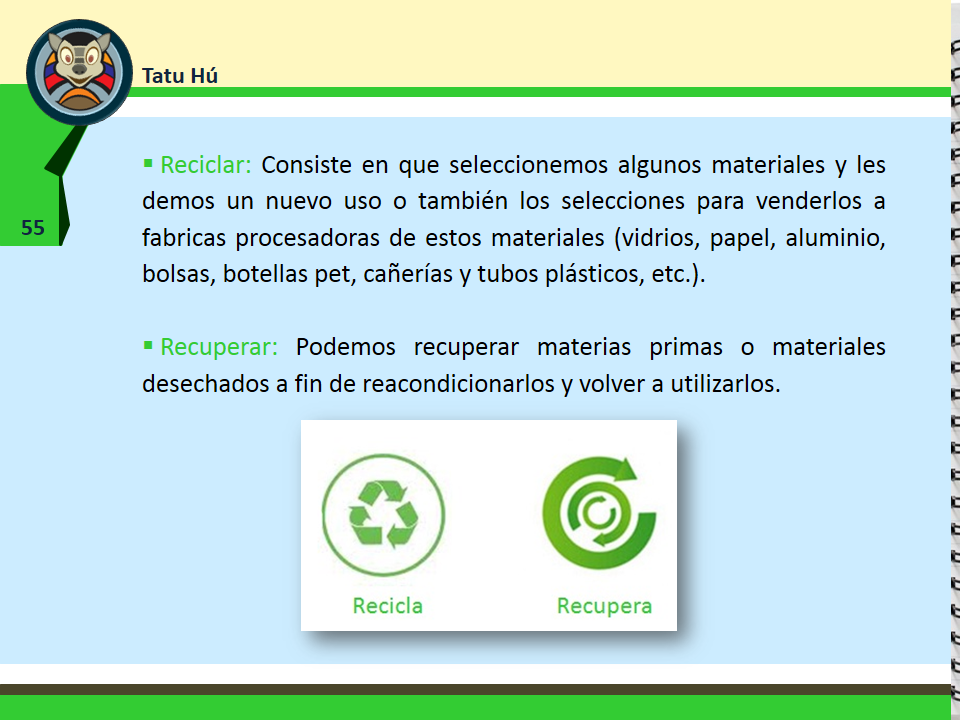 Tatu Hú
55
▪ Reciclar: Consiste en que seleccionemos algunos materiales y les
demos un nuevo uso o también los selecciones para venderlos a
fabricas procesadoras de estos materiales (vidrios, papel, aluminio,
bolsas, botellas pet, cañerías y tubos plásticos, etc.).
▪ Recuperar: Podemos recuperar materias primas o materiales
desechados a fin de reacondicionarlos y volver a utilizarlos.
Recicla
Recupera